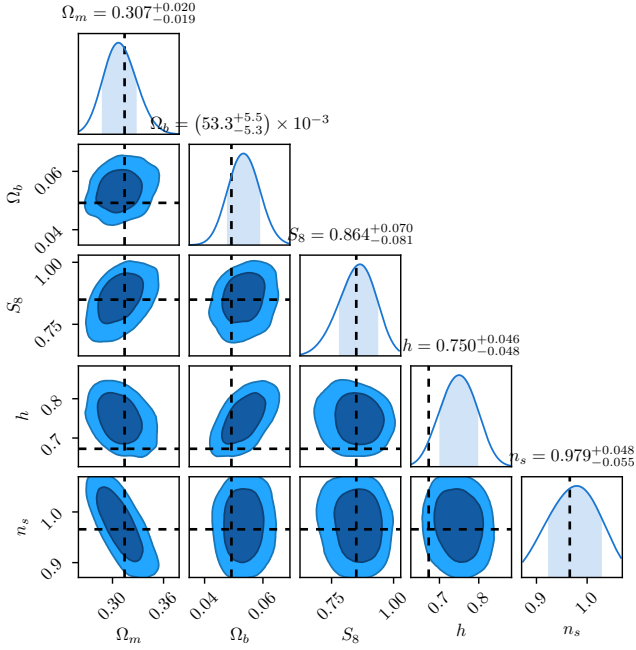 Ω_m = 0.307^{+0.020}_{-0.019}
Ω_b = (53.3^{+5.5}_{-5.3}) × 10^{-3}
Ω_b
0.06
0.04
S_8 = 0.864^{+0.070}_{-0.081}
S_8
1.00
0.75
h = 0.750^{+0.046}_{-0.048}
h
0.8
0.7
n_s = 0.979^{+0.048}_{-0.055}
n_s
1.0
0.9
0.30 0.36 0.04 0.06 0.75 1.00 0.7 0.8 0.9 1.0
Ω_m Ω_b S_8 h n_s